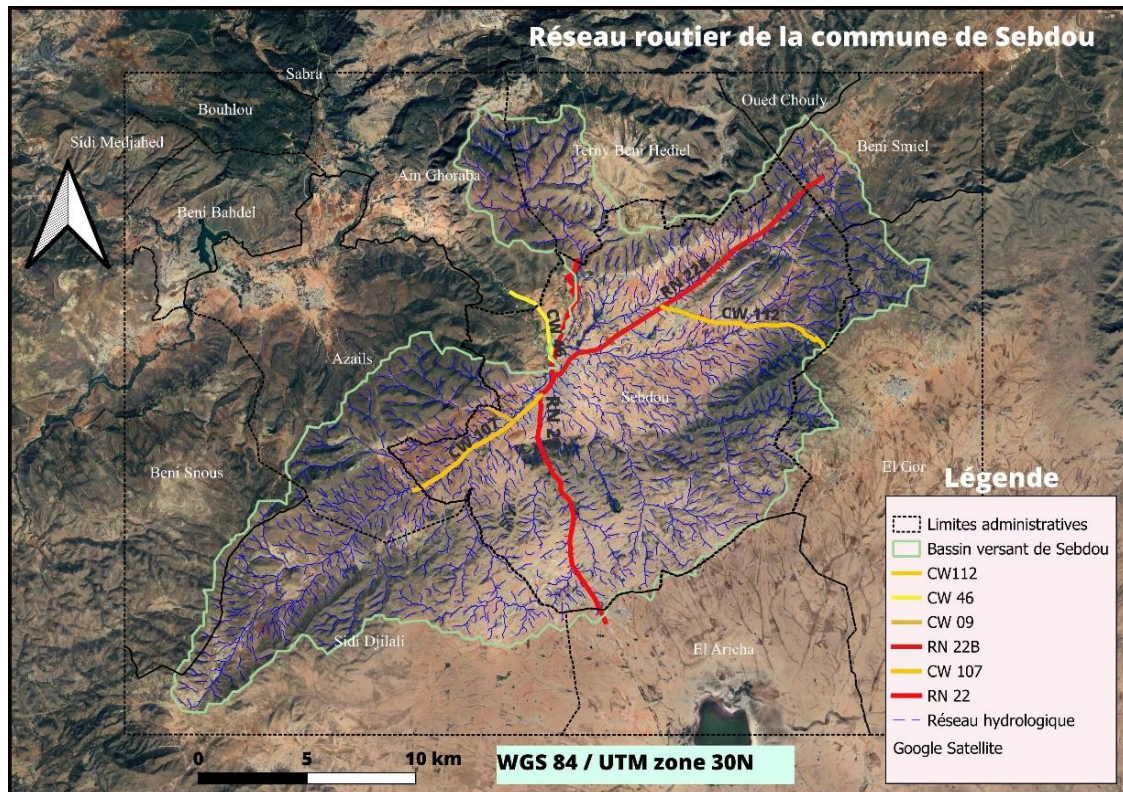 Réseau routier de la commune de Sebdou
Sabra
Oued Chouly
Bouhlou
Sidi Medjahed
Terny Beni Hediel
Beni Smiel
Ain Ghoraba
Beni Bahdel
RN 22B
CW 112
Azails
Sebdou
CW 107
Beni Snous
El Gor
Sidi Djilali
El Aricha
Légende
Limites administratives
Bassin versant de Sebdou
CW112
CW 46
CW 09
RN 22B
CW 107
RN 22
Réseau hydrologique
Google Satellite
0 5 10 km
WGS 84 / UTM zone 30N